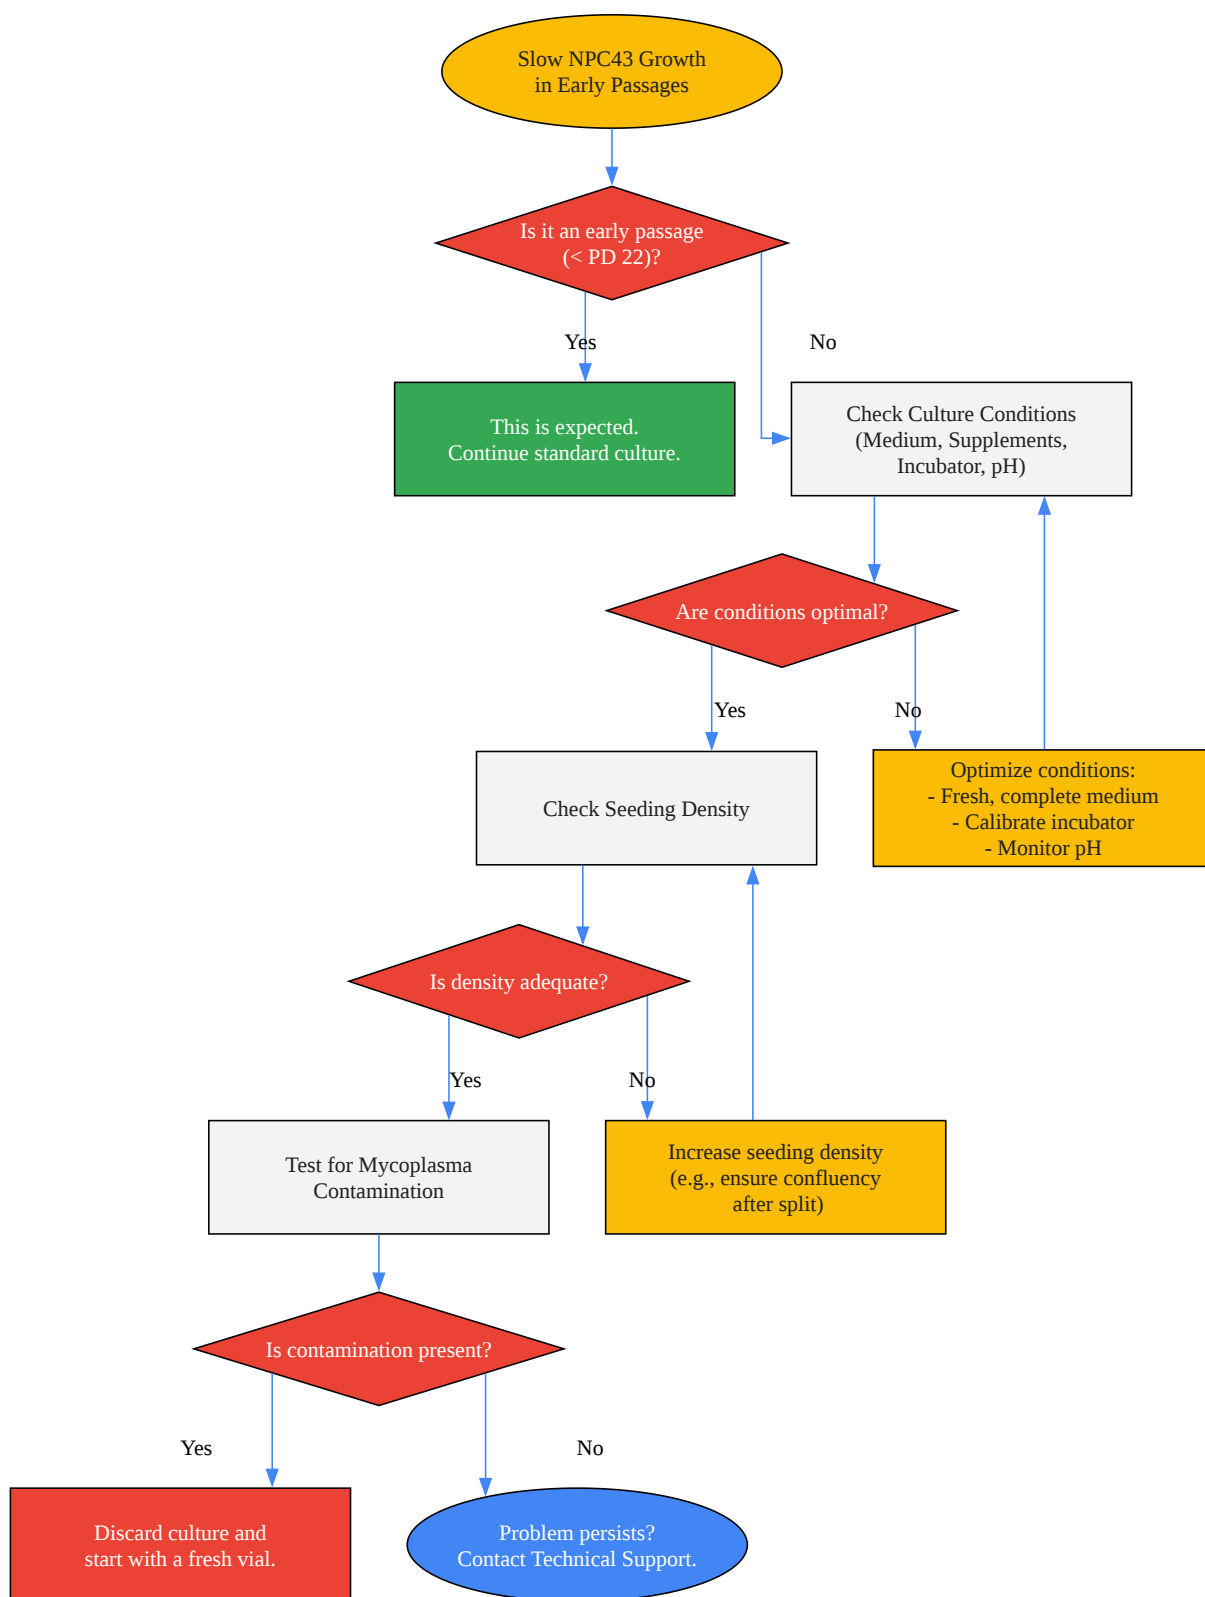 Slow NPC43 Growth
in Early Passages
Is it an early passage
(< PD 22)?
Yes
No
This is expected.
Continue standard culture.
Check Culture Conditions
(Medium, Supplements,
Incubator, pH)
Are conditions optimal?
Yes
No
Check Seeding Density
Optimize conditions:
- Fresh, complete medium
- Calibrate incubator
- Monitor pH
Is density adequate?
Yes
No
Test for Mycoplasma
Contamination
Increase seeding density
(e.g., ensure confluency
after split)
Is contamination present?
Yes
No
Discard culture and
start with a fresh vial.
Problem persists?
Contact Technical Support.